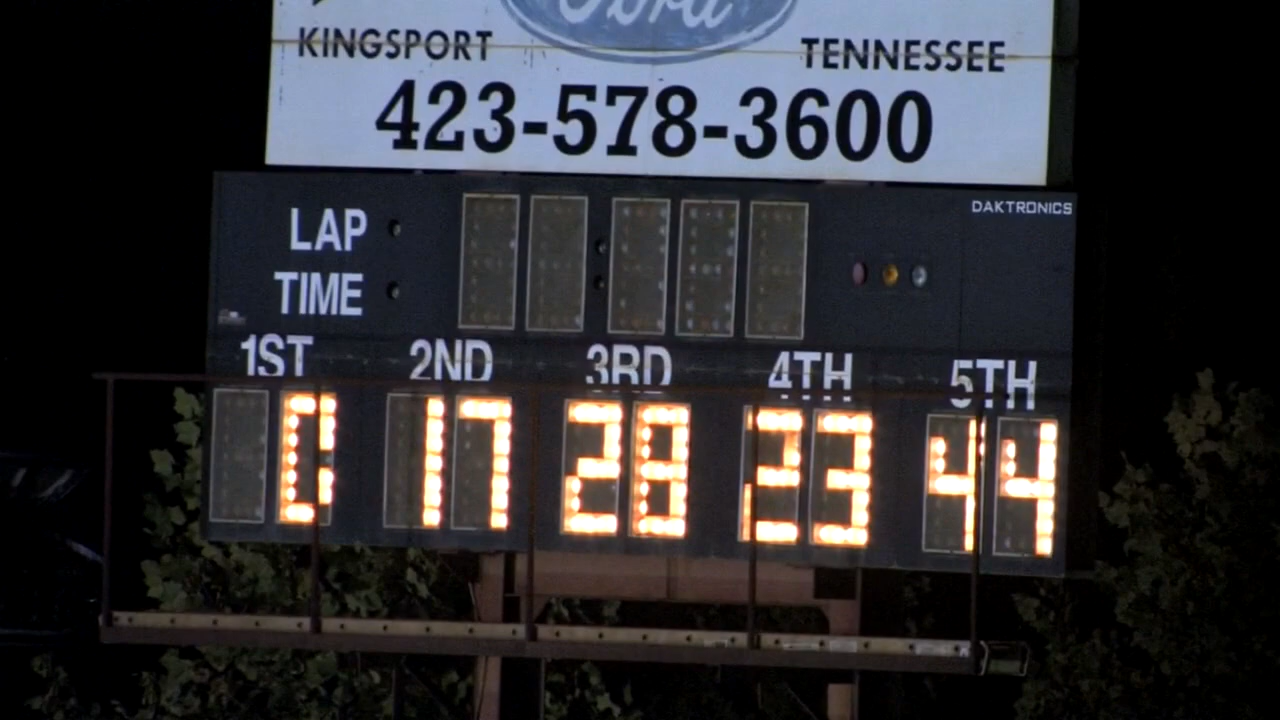 Ford
KINGSPORT TENNESSEE
423-578-3600
DAKTRONICS
LAP
TIME
1ST 2ND 3RD 4TH 5TH
0 17 28 23 44